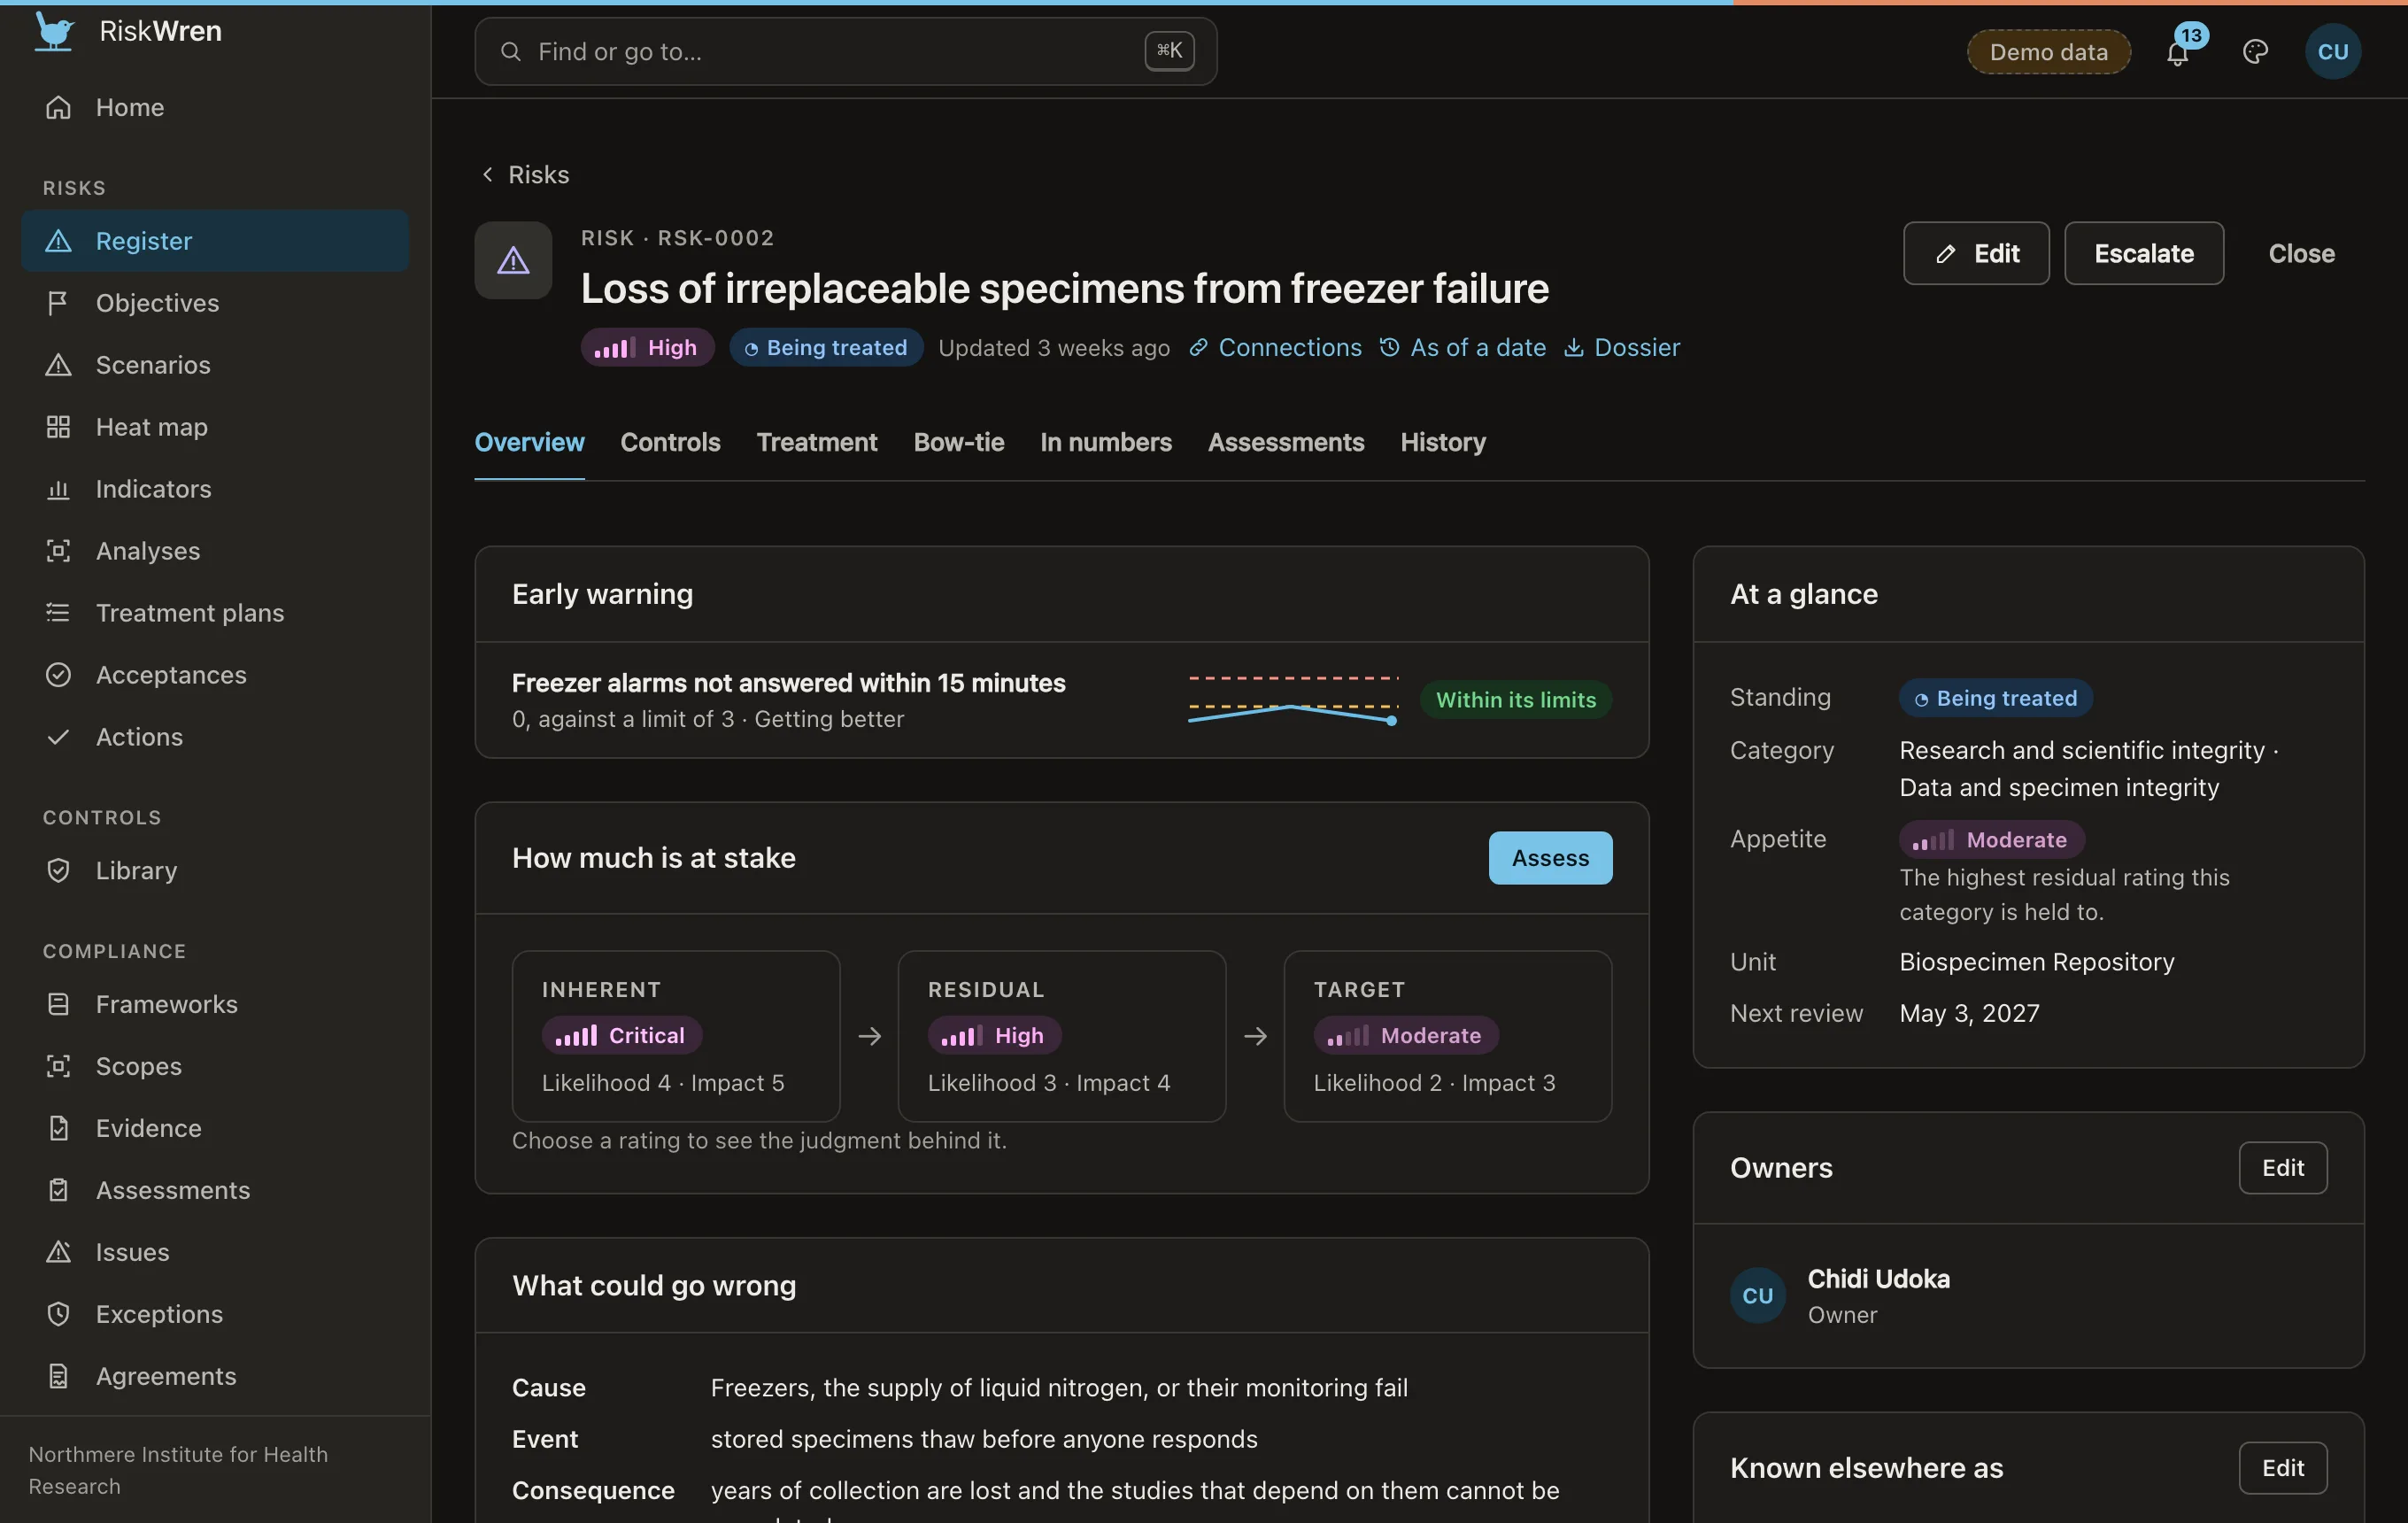 RiskWren
Find or go to...
⌘K
Demo data
13
CU
Home
RISKS
Register
Objectives
Scenarios
Heat map
Indicators
Analyses
Treatment plans
Acceptances
Actions
CONTROLS
Library
COMPLIANCE
Frameworks
Scopes
Evidence
Assessments
Issues
Exceptions
Agreements
Northmere Institute for Health
Research
Risks
RISK · RSK-0002
Loss of irreplaceable specimens from freezer failure
High
Being treated
Updated 3 weeks ago
Connections
As of a date
Dossier
Edit
Escalate
Close
Overview
Controls
Treatment
Bow-tie
In numbers
Assessments
History
Early warning
Freezer alarms not answered within 15 minutes
0, against a limit of 3 · Getting better
Within its limits
How much is at stake
Assess
INHERENT
Critical
Likelihood 4 · Impact 5
RESIDUAL
High
Likelihood 3 · Impact 4
TARGET
Moderate
Likelihood 2 · Impact 3
Choose a rating to see the judgment behind it.
What could go wrong
Cause Freezers, the supply of liquid nitrogen, or their monitoring fail
Event stored specimens thaw before anyone responds
Consequence years of collection are lost and the studies that depend on them cannot be
At a glance
Standing Being treated
Category Research and scientific integrity ·
Data and specimen integrity
Appetite Moderate
The highest residual rating this
category is held to.
Unit Biospecimen Repository
Next review May 3, 2027
Owners
Edit
CU
Chidi Udoka
Owner
Known elsewhere as
Edit